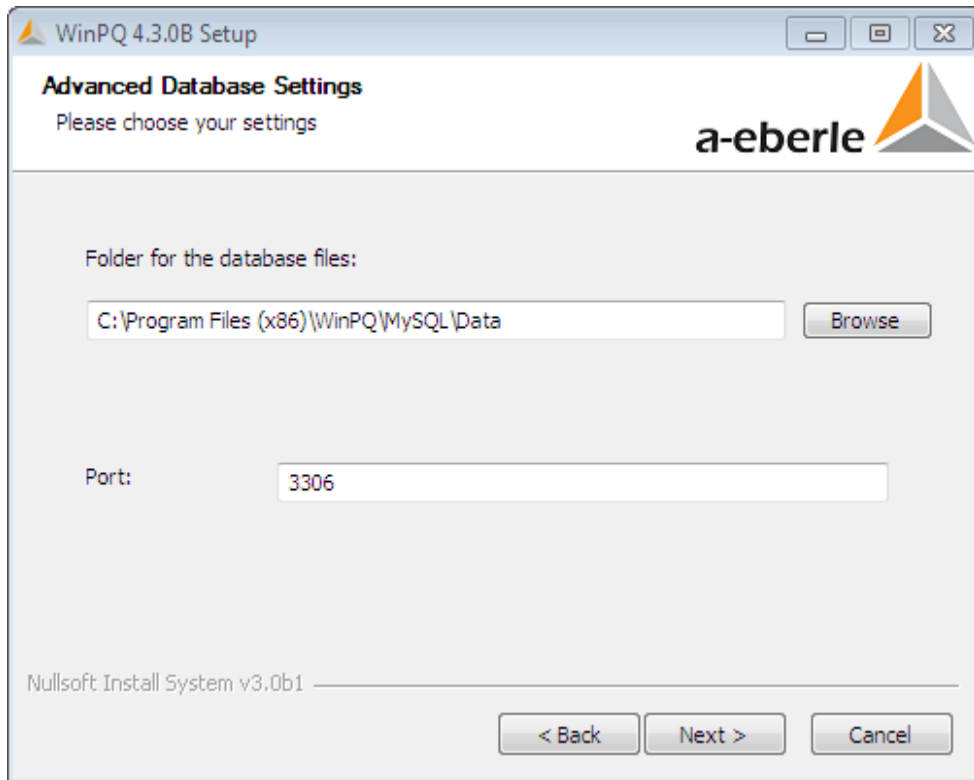 WinPQ 4.3.0B Setup
Advanced Database Settings
Please choose your settings
a-eberle
Folder for the database files:
C:\Program Files (x86)\WinPQ\MySQL\Data
Browse
Port:
3306
Nullsoft Install System v3.0b1
< Back
Next >
Cancel